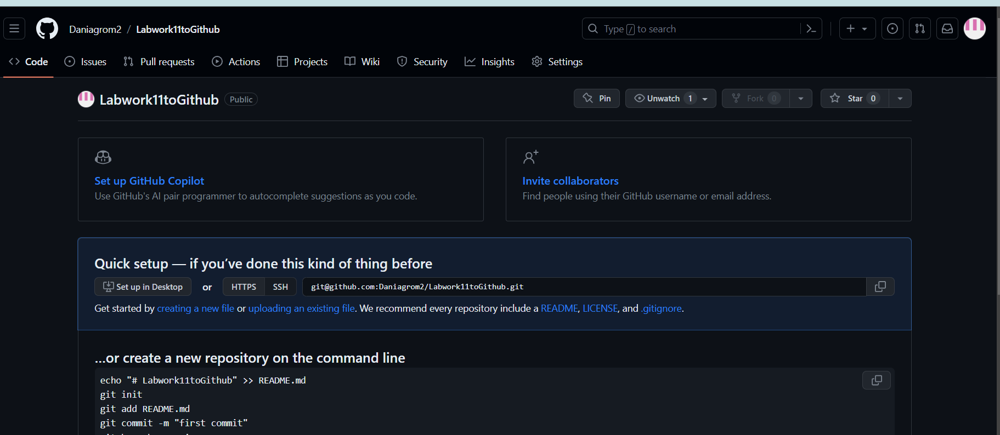 Daniagrom2 / Labwork11toGithub
Type / to search
Code Issues Pull requests Actions Projects Wiki Security Insights Settings
Labwork11toGithub Public
Pin Unwatch 1 Fork 0 Star 0
Set up GitHub Copilot
Use GitHub's AI pair programmer to autocomplete suggestions as you code.
Invite collaborators
Find people using their GitHub username or email address.
Quick setup — if you’ve done this kind of thing before
Set up in Desktop or HTTPS SSH git@github.com:Daniagrom2/Labwork11toGithub.git
Get started by creating a new file or uploading an existing file. We recommend every repository include a README, LICENSE, and .gitignore.
…or create a new repository on the command line
echo "# Labwork11toGithub" >> README.md
git init
git add README.md
git commit -m "first commit"